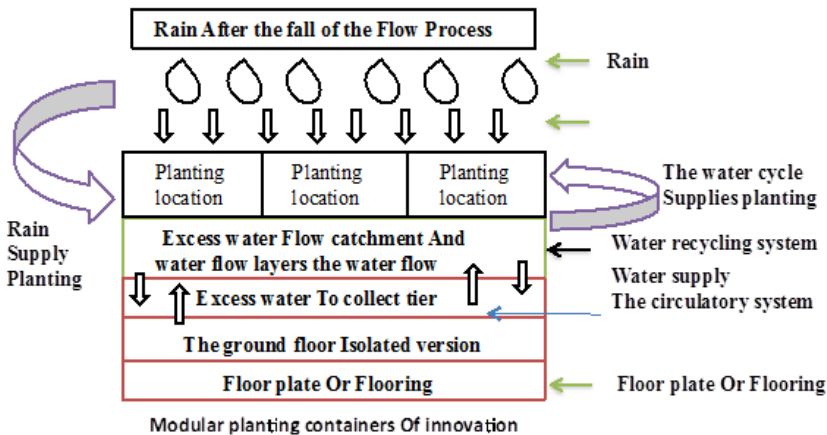 Rain After the fall of the Flow Process
Rain
Planting
location
Planting
location
Planting
location
The water cycle
Supplies planting
Rain
Supply
Planting
Excess water Flow catchment And
water flow layers the water flow
Water recycling system
Excess water To collect tier
Water supply
The circulatory system
The ground floor Isolated version
Floor plate Or Flooring
Floor plate Or Flooring
Modular planting containers Of innovation